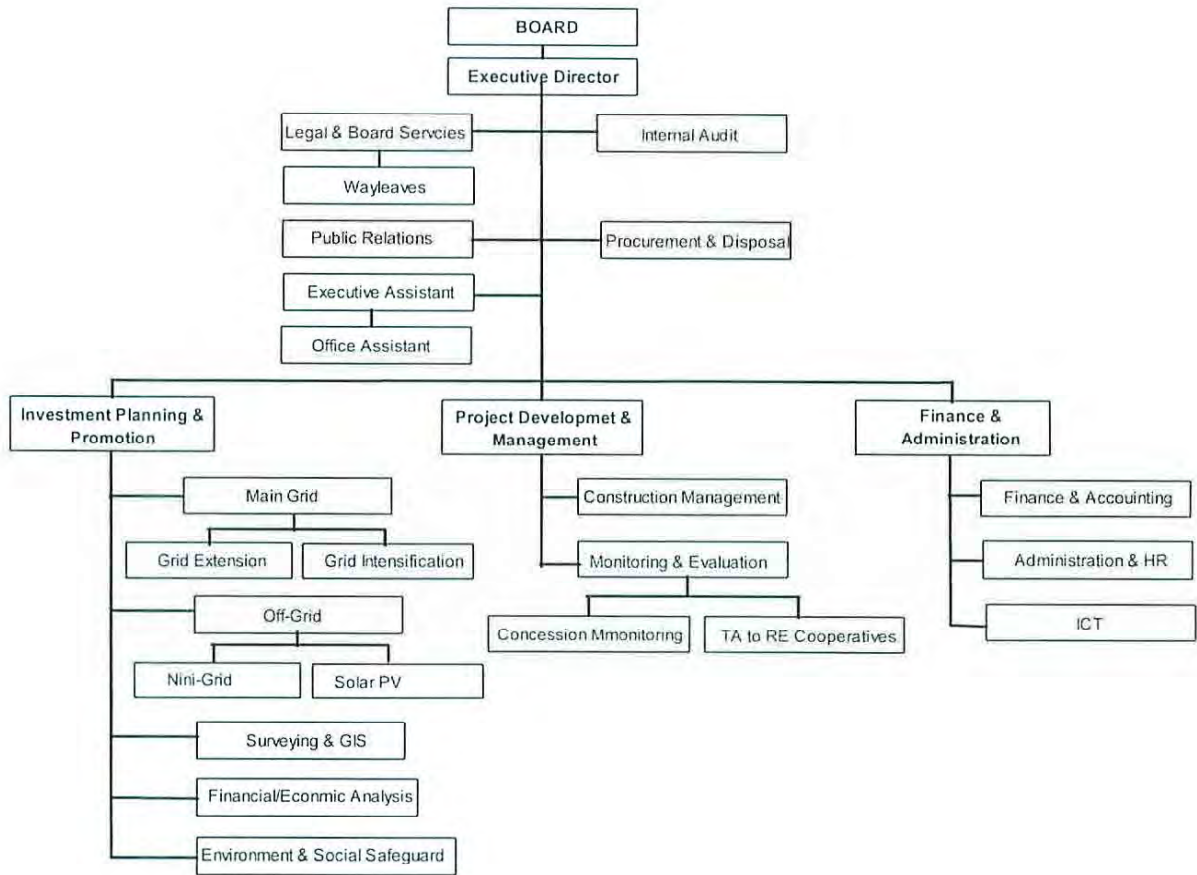 BOARD
Executive Director
Legal & Board Servcies
Internal Audit
Wayleaves
Public Relations
Procurement & Disposal
Executive Assistant
Office Assistant
Investment Planning &
Promotion
Project Developmet &
Management
Finance &
Administration
Main Grid
Grid Extension
Grid Intensification
Off-Grid
Nini-Grid
Solar PV
Surveying & GIS
Financial/Econmic Analysis
Environment & Social Safeguard
Construction Management
Monitoring & Evaluation
Concession Mmonitoring
TA to RE Cooperatives
Finance & Accouinting
Administration & HR
ICT